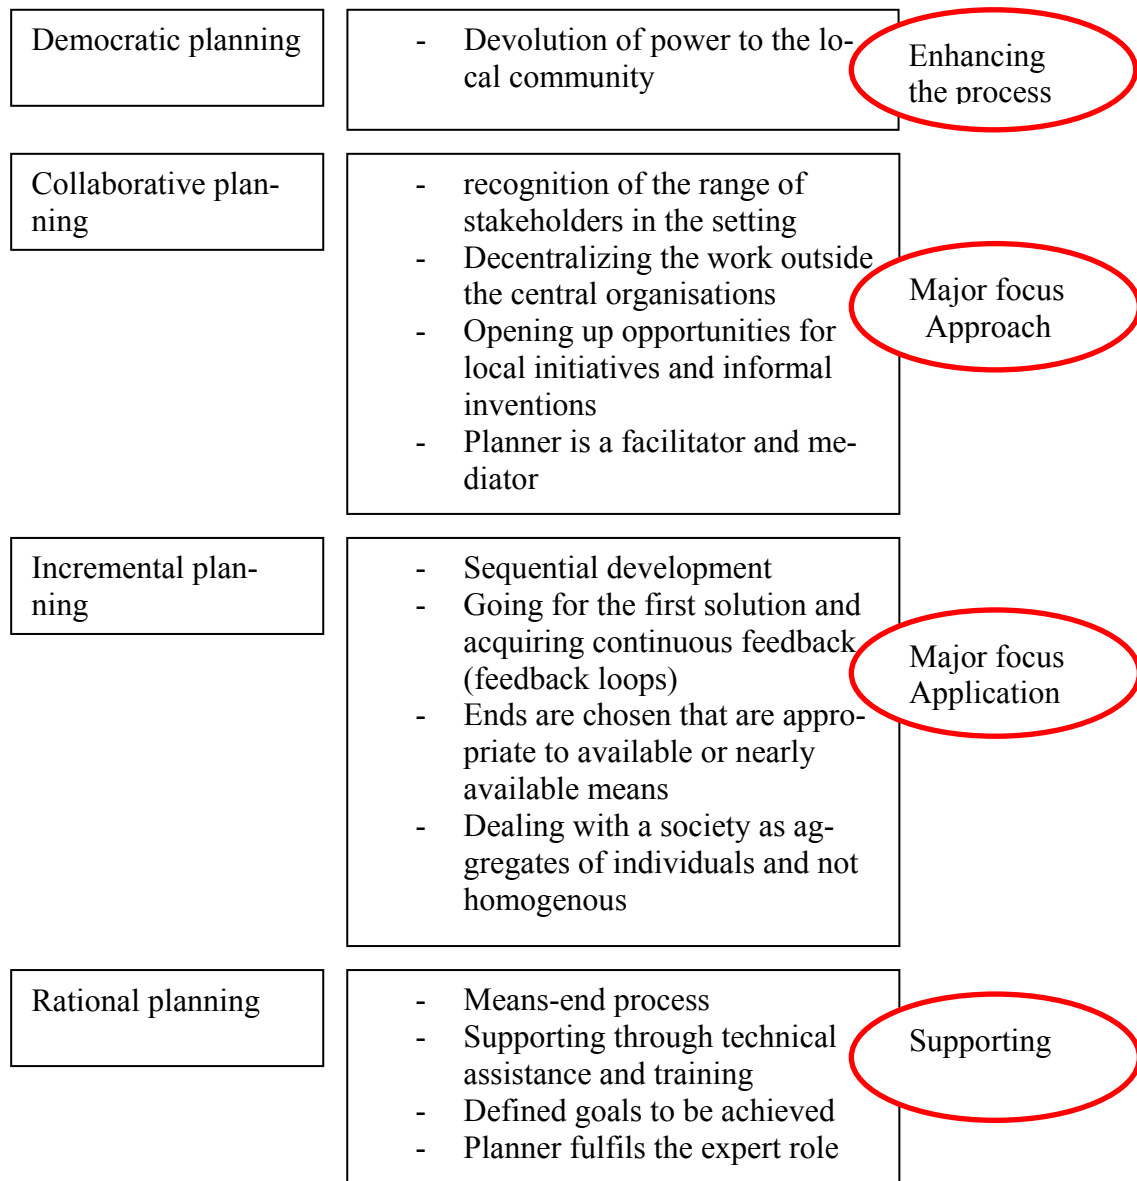 Democratic planning
- Devolution of power to the lo-
cal community
Enhancing
the process
Collaborative plan-
ning
- recognition of the range of
stakeholders in the setting
- Decentralizing the work outside
the central organisations
- Opening up opportunities for
local initiatives and informal
inventions
- Planner is a facilitator and me-
diator
Major focus
Approach
Incremental plan-
ning
- Sequential development
- Going for the first solution and
acquiring continuous feedback
(feedback loops)
- Ends are chosen that are appro-
priate to available or nearly
available means
- Dealing with a society as ag-
gregates of individuals and not
homogenous
Major focus
Application
Rational planning
- Means-end process
- Supporting through technical
assistance and training
- Defined goals to be achieved
- Planner fulfils the expert role
Supporting